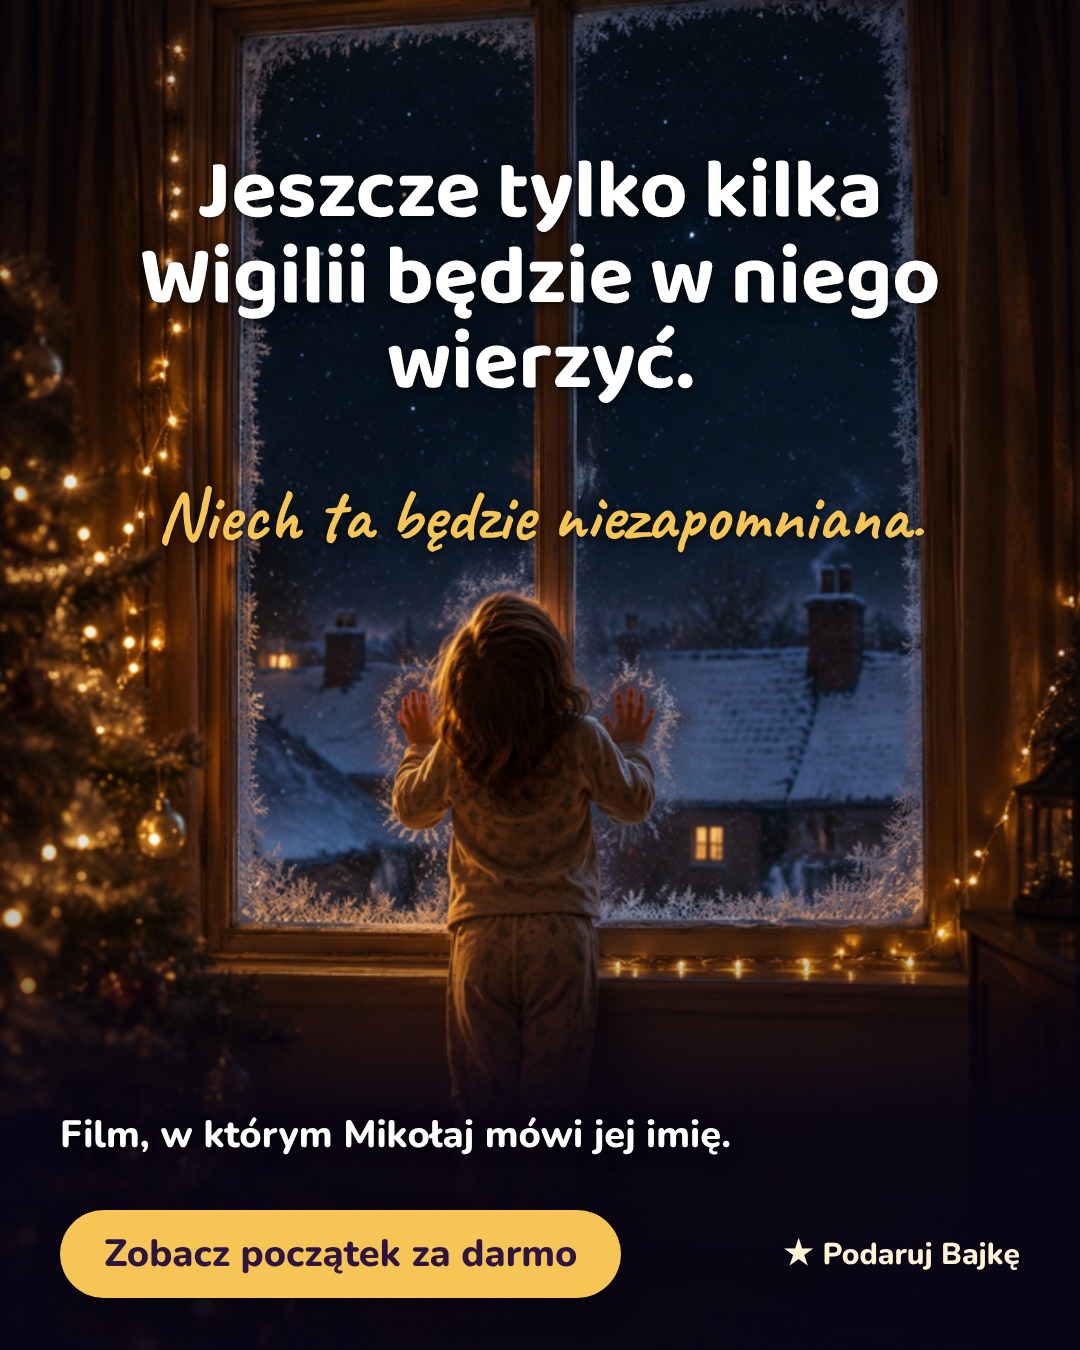 Jeszcze tylko kilka
Wigilii będzie w niego
wierzyć.
Niech ta będzie niezapomniana.
Film, w którym Mikołaj mówi jej imię.
Zobacz początek za darmo
★ Podaruj Bajkę